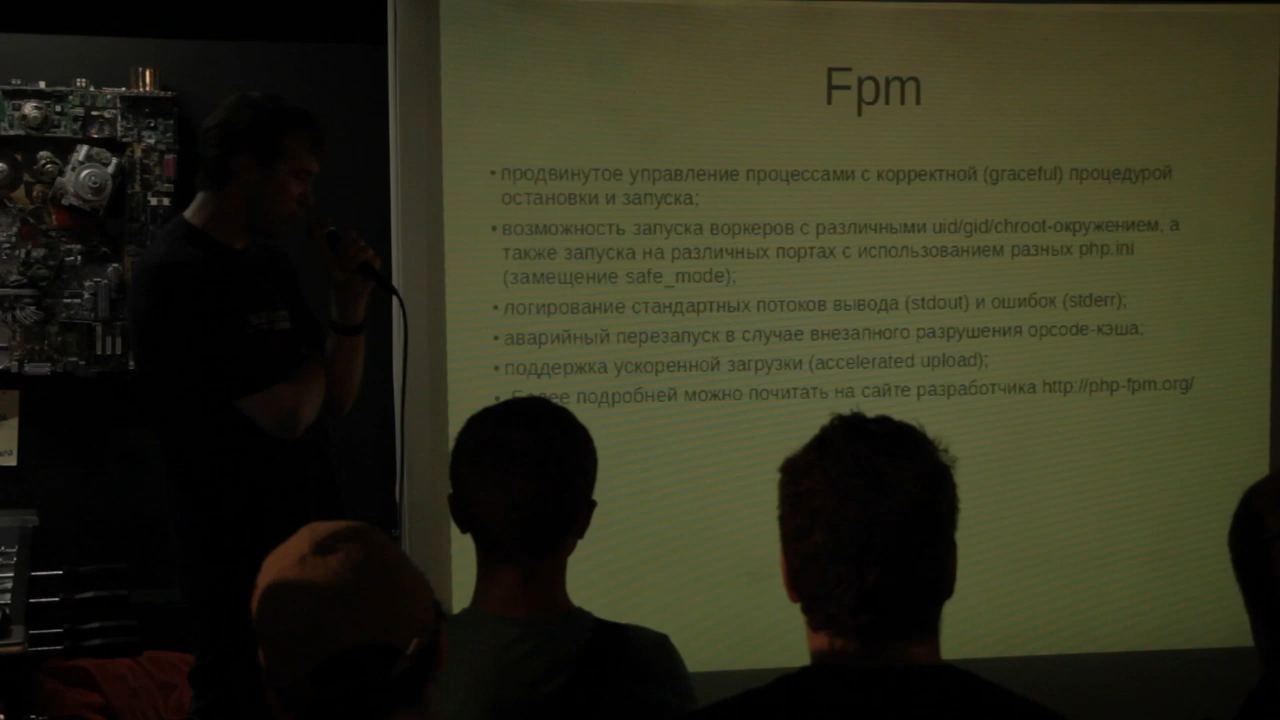 Fpm
• продвинутое управление процессами с корректной (graceful) процедурой
остановки и запуска;
• возможность запуска воркеров с различными uid/gid/chroot-окружением, а
также запуска на различных портах с использованием разных php.ini
(замещение safe_mode);
• логирование стандартных потоков вывода (stdout) и ошибок (stderr);
• аварийный перезапуск в случае внезапного разрушения opcode-кэша;
• поддержка ускоренной загрузки (accelerated upload);
• Более подробней можно почитать на сайте разработчика http://php-fpm.org/